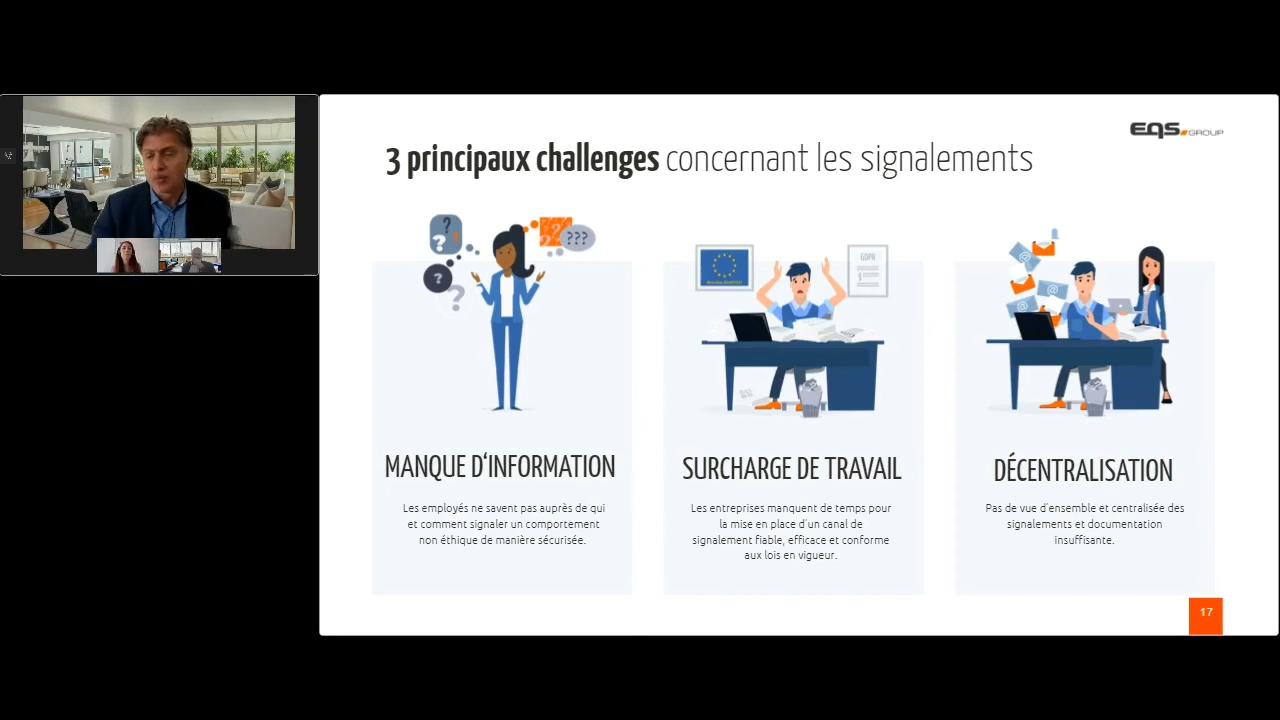 EQS GROUP
3 principaux challenges concernant les signalements
?
?
?
?
???
GDPR
§
@
@
@
MANQUE D‘INFORMATION
Les employés ne savent pas auprès de qui
et comment signaler un comportement
non éthique de manière sécurisée.
SURCHARGE DE TRAVAIL
Les entreprises manquent de temps pour
la mise en place d’un canal de
signalement fiable, efficace et conforme
aux lois en vigueur.
DÉCENTRALISATION
Pas de vue d’ensemble et centralisée des
signalements et documentation
insuffisante.
17